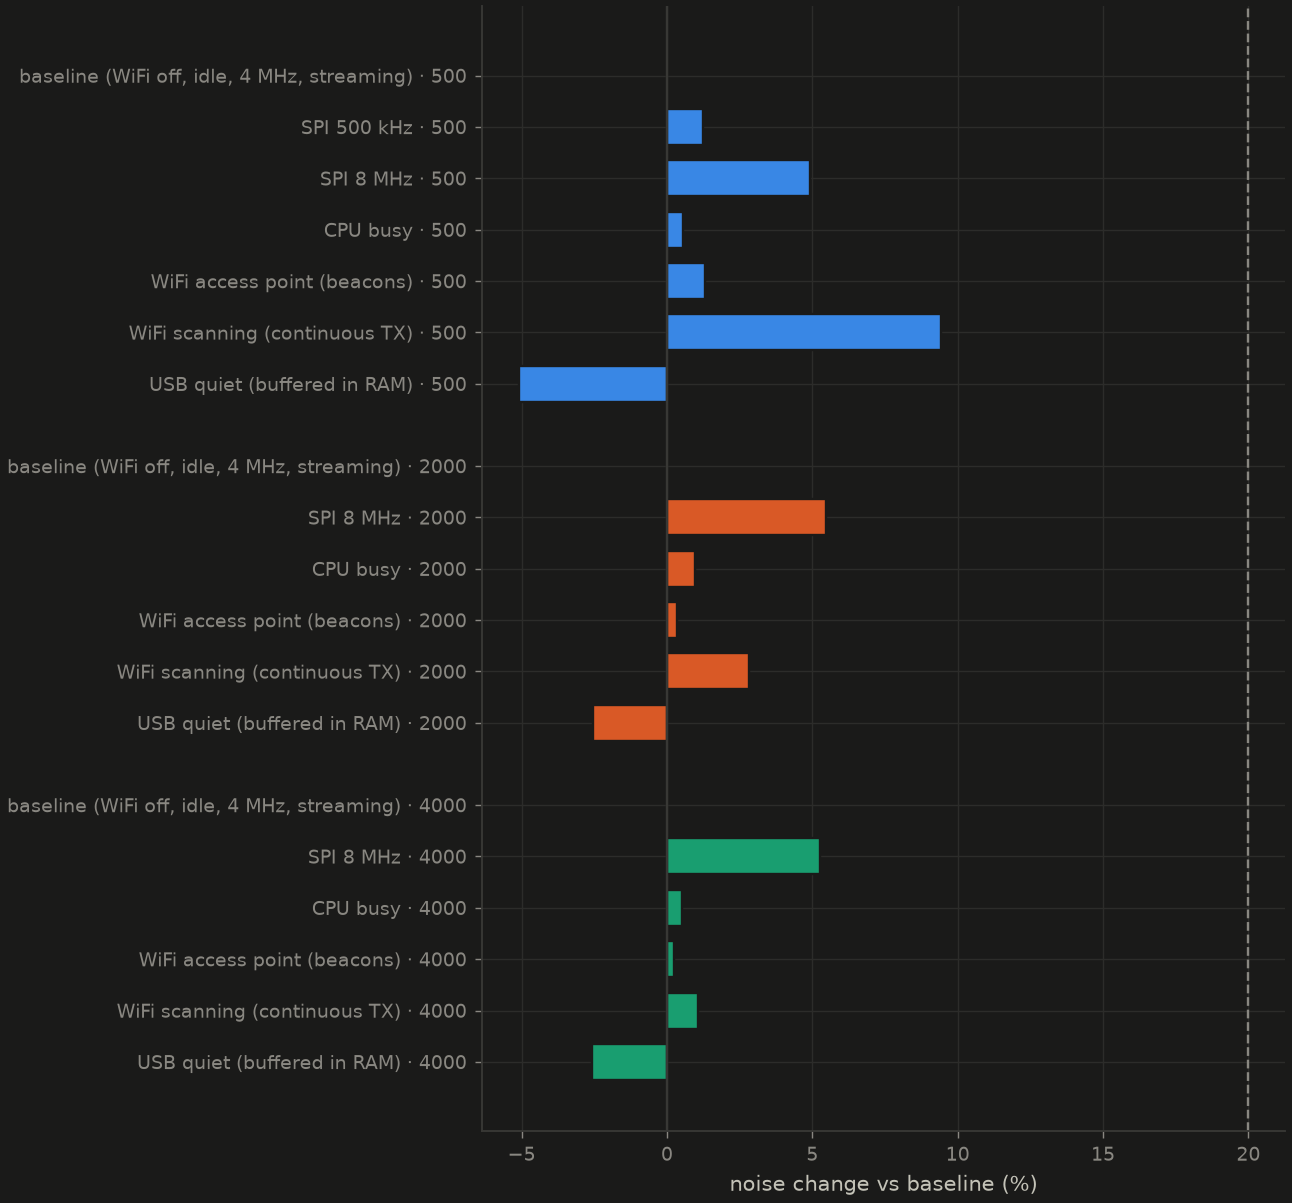 baseline (WiFi off, idle, 4 MHz, streaming) · 500
SPI 500 kHz · 500
SPI 8 MHz · 500
CPU busy · 500
WiFi access point (beacons) · 500
WiFi scanning (continuous TX) · 500
USB quiet (buffered in RAM) · 500
baseline (WiFi off, idle, 4 MHz, streaming) · 2000
SPI 8 MHz · 2000
CPU busy · 2000
WiFi access point (beacons) · 2000
WiFi scanning (continuous TX) · 2000
USB quiet (buffered in RAM) · 2000
baseline (WiFi off, idle, 4 MHz, streaming) · 4000
SPI 8 MHz · 4000
CPU busy · 4000
WiFi access point (beacons) · 4000
WiFi scanning (continuous TX) · 4000
USB quiet (buffered in RAM) · 4000
−5 0 5 10 15 20
noise change vs baseline (%)